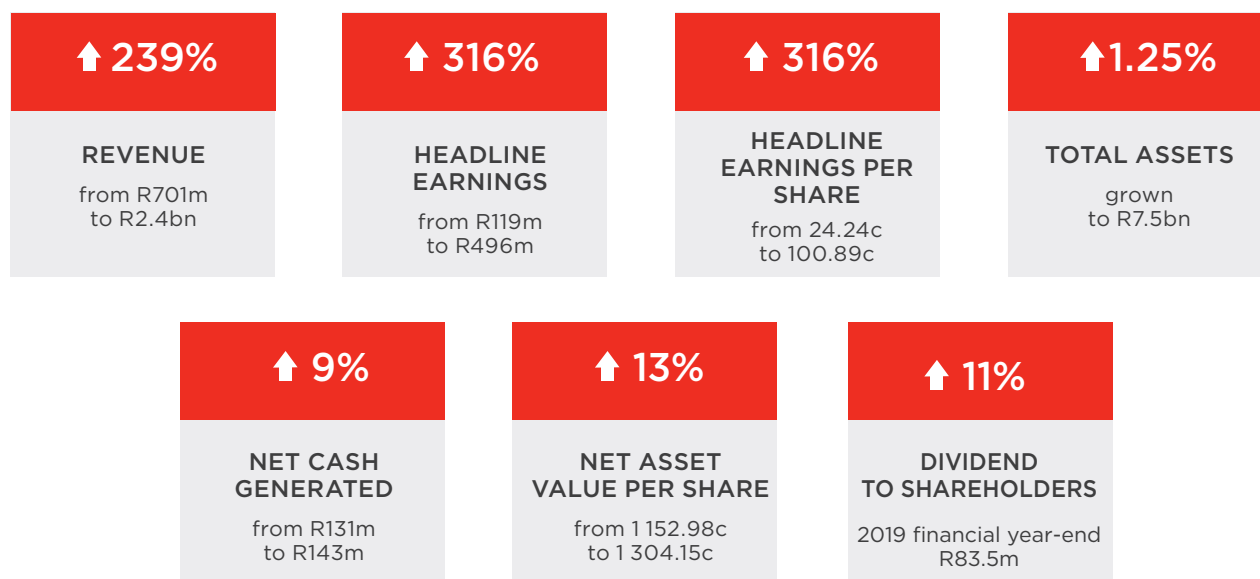 239%
REVENUE
from R701m
to R2.4bn
316%
HEADLINE
EARNINGS
from R119m
to R496m
316%
HEADLINE
EARNINGS PER
SHARE
from 24.24c
to 100.89c
1.25%
TOTAL ASSETS
grown
to R7.5bn
9%
NET CASH
GENERATED
from R131m
to R143m
13%
NET ASSET
VALUE PER SHARE
from 1 152.98c
to 1 304.15c
11%
DIVIDEND
TO SHAREHOLDERS
2019 financial year-end
R83.5m